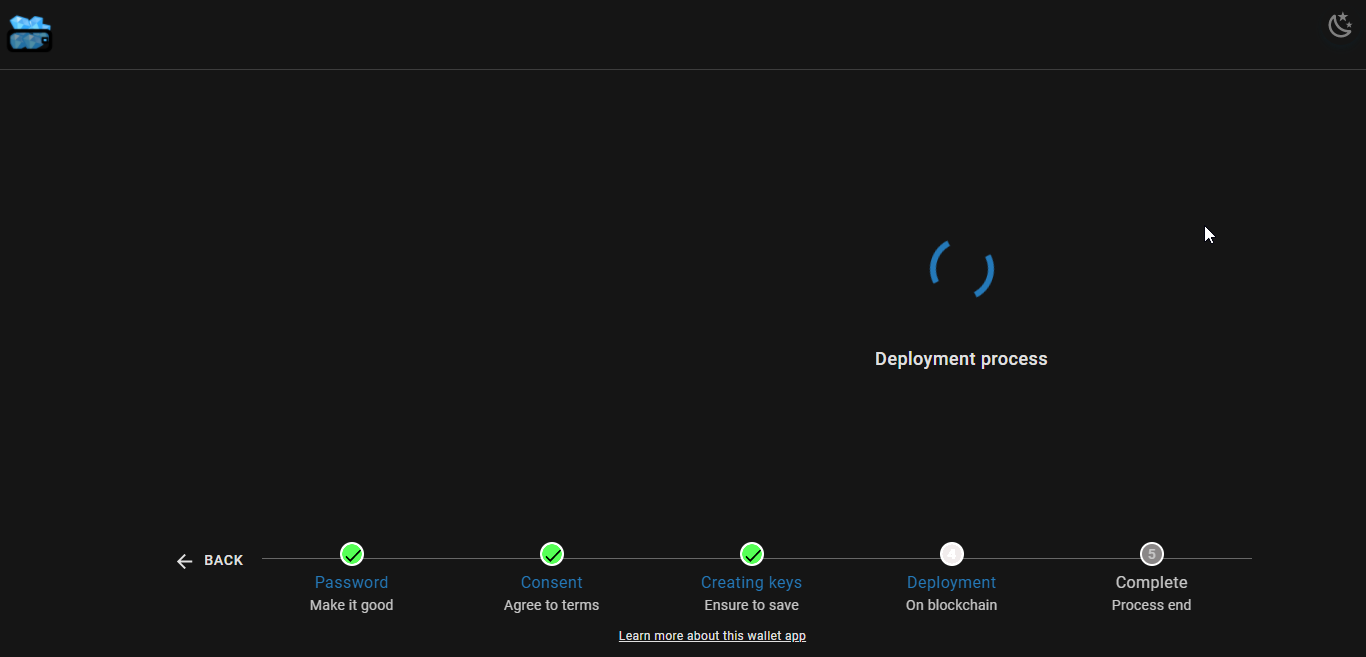 Deployment process
BACK
Password
Make it good
Consent
Agree to terms
Creating keys
Ensure to save
4
Deployment
On blockchain
5
Complete
Process end
Learn more about this wallet app